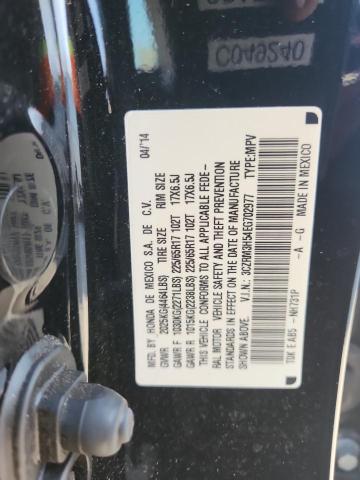 MFD. BY HONDA DE MEXICO S.A. DE C.V. 04/'14
GVWR 2025KG(4464LBS) TIRE SIZE RIM SIZE
GAWR F 1030KG(2271LBS) 225/65R17 102T 17X6.5J
GAWR R 1015KG(2238LBS) 225/65R17 102T 17X6.5J
THIS VEHICLE CONFORMS TO ALL APPLICABLE FEDE-
RAL MOTOR VEHICLE SAFETY AND THEFT PREVENTION
STANDARDS IN EFFECT ON THE DATE OF MANUFACTURE
SHOWN ABOVE. V.I.N.: 3CZRM3H54EG702977 TYPE:MPV
T0K E AB5 - NH731P -A -G MADE IN MEXICO